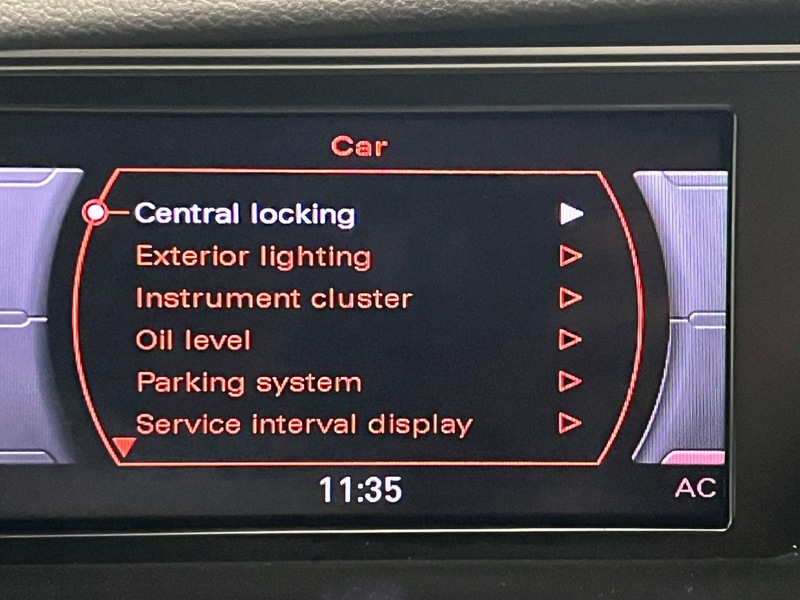 Car
Central locking
Exterior lighting
Instrument cluster
Oil level
Parking system
Service interval display
11:35
AC